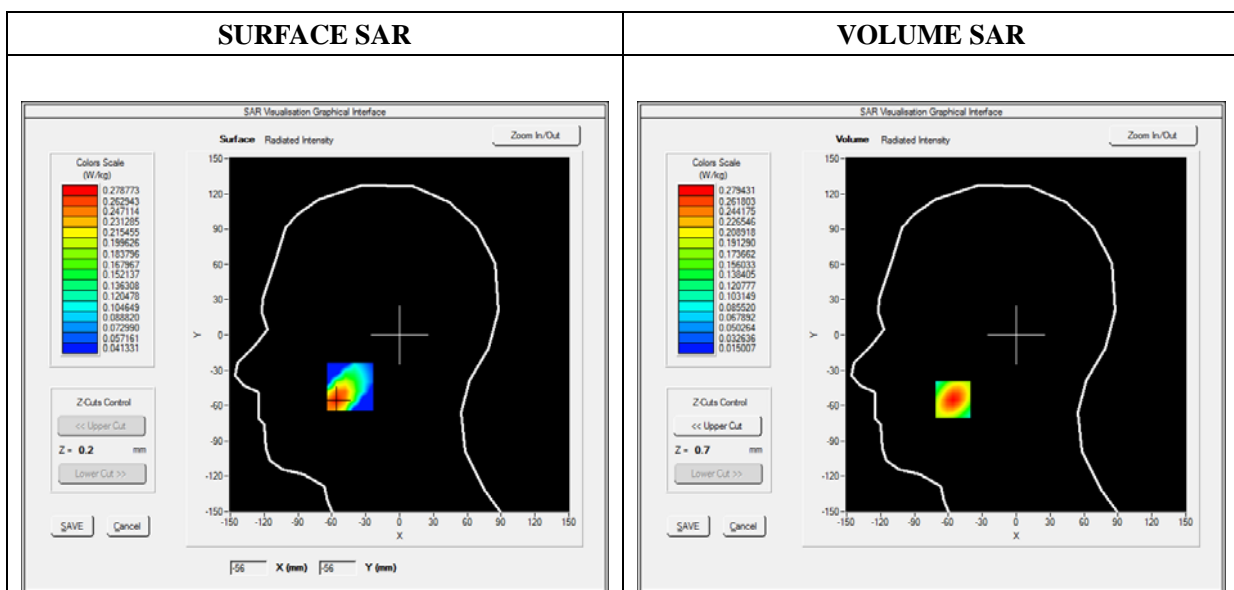 SURFACE SAR
VOLUME SAR
SAR Visualisation Graphical Interface
Surface Radiated Intensity
Zoom In/Out
Colors Scale
(W/kg)
0.278773
0.262943
0.247114
0.231285
0.215455
0.199626
0.183796
0.167967
0.152137
0.136308
0.120478
0.104649
0.088820
0.072990
0.057161
0.041331
Z-Cuts Control
<< Upper Cut
Z = 0.2 mm
Lower Cut >>
SAVE Cancel
150
120
90
60
30
0
-30
-60
-90
-120
-150
Y
-150 -120 -90 -60 -30 0 30 60 90 120 150
X
-56 X (mm) -56 Y (mm)
SAR Visualisation Graphical Interface
Volume Radiated Intensity
Zoom In/Out
Colors Scale
(W/kg)
0.279431
0.261803
0.244175
0.226546
0.208918
0.191290
0.173662
0.156033
0.138405
0.120777
0.103149
0.085520
0.067892
0.050264
0.032636
0.015007
Z-Cuts Control
<< Upper Cut
Z = 0.7 mm
Lower Cut >>
SAVE Cancel
150
120
90
60
30
0
-30
-60
-90
-120
-150
Y
-150 -120 -90 -60 -30 0 30 60 90 120 150
X